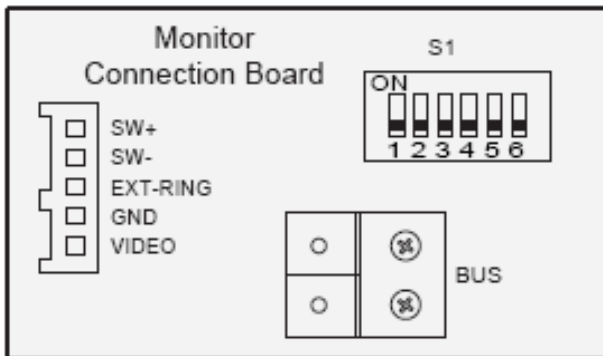 Monitor
Connection Board
S1
ON
1 2 3 4 5 6
SW+
SW-
EXT-RING
GND
VIDEO
BUS